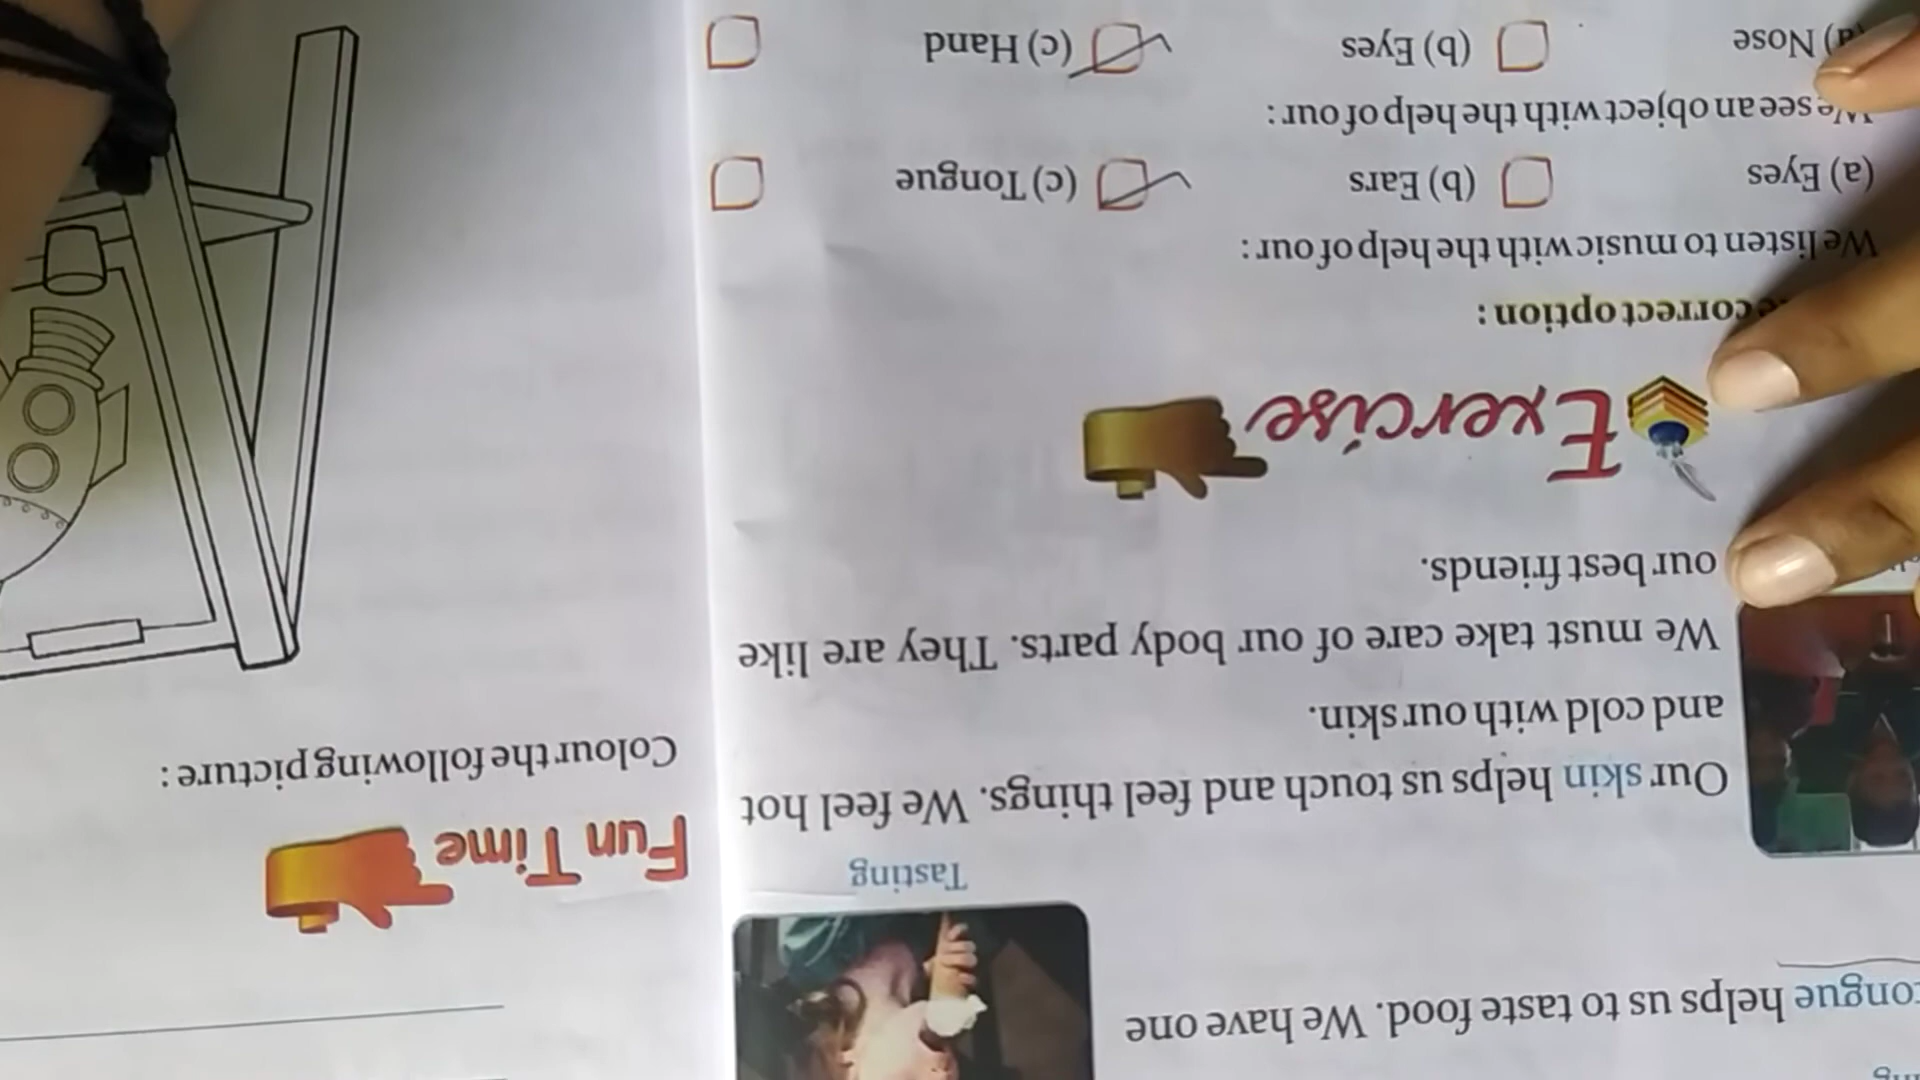 tongue helps us to taste food. We have one
Tasting
Our skin helps us touch and feel things. We feel hot
and cold with our skin.
We must take care of our body parts. They are like
our best friends.
Exercise
correct option :
We listen to music with the help of our :
(a) Eyes
(b) Ears
(c) Tongue
We see an object with the help of our :
(a) Nose
(b) Eyes
(c) Hand
Fun Time
Colour the following picture :